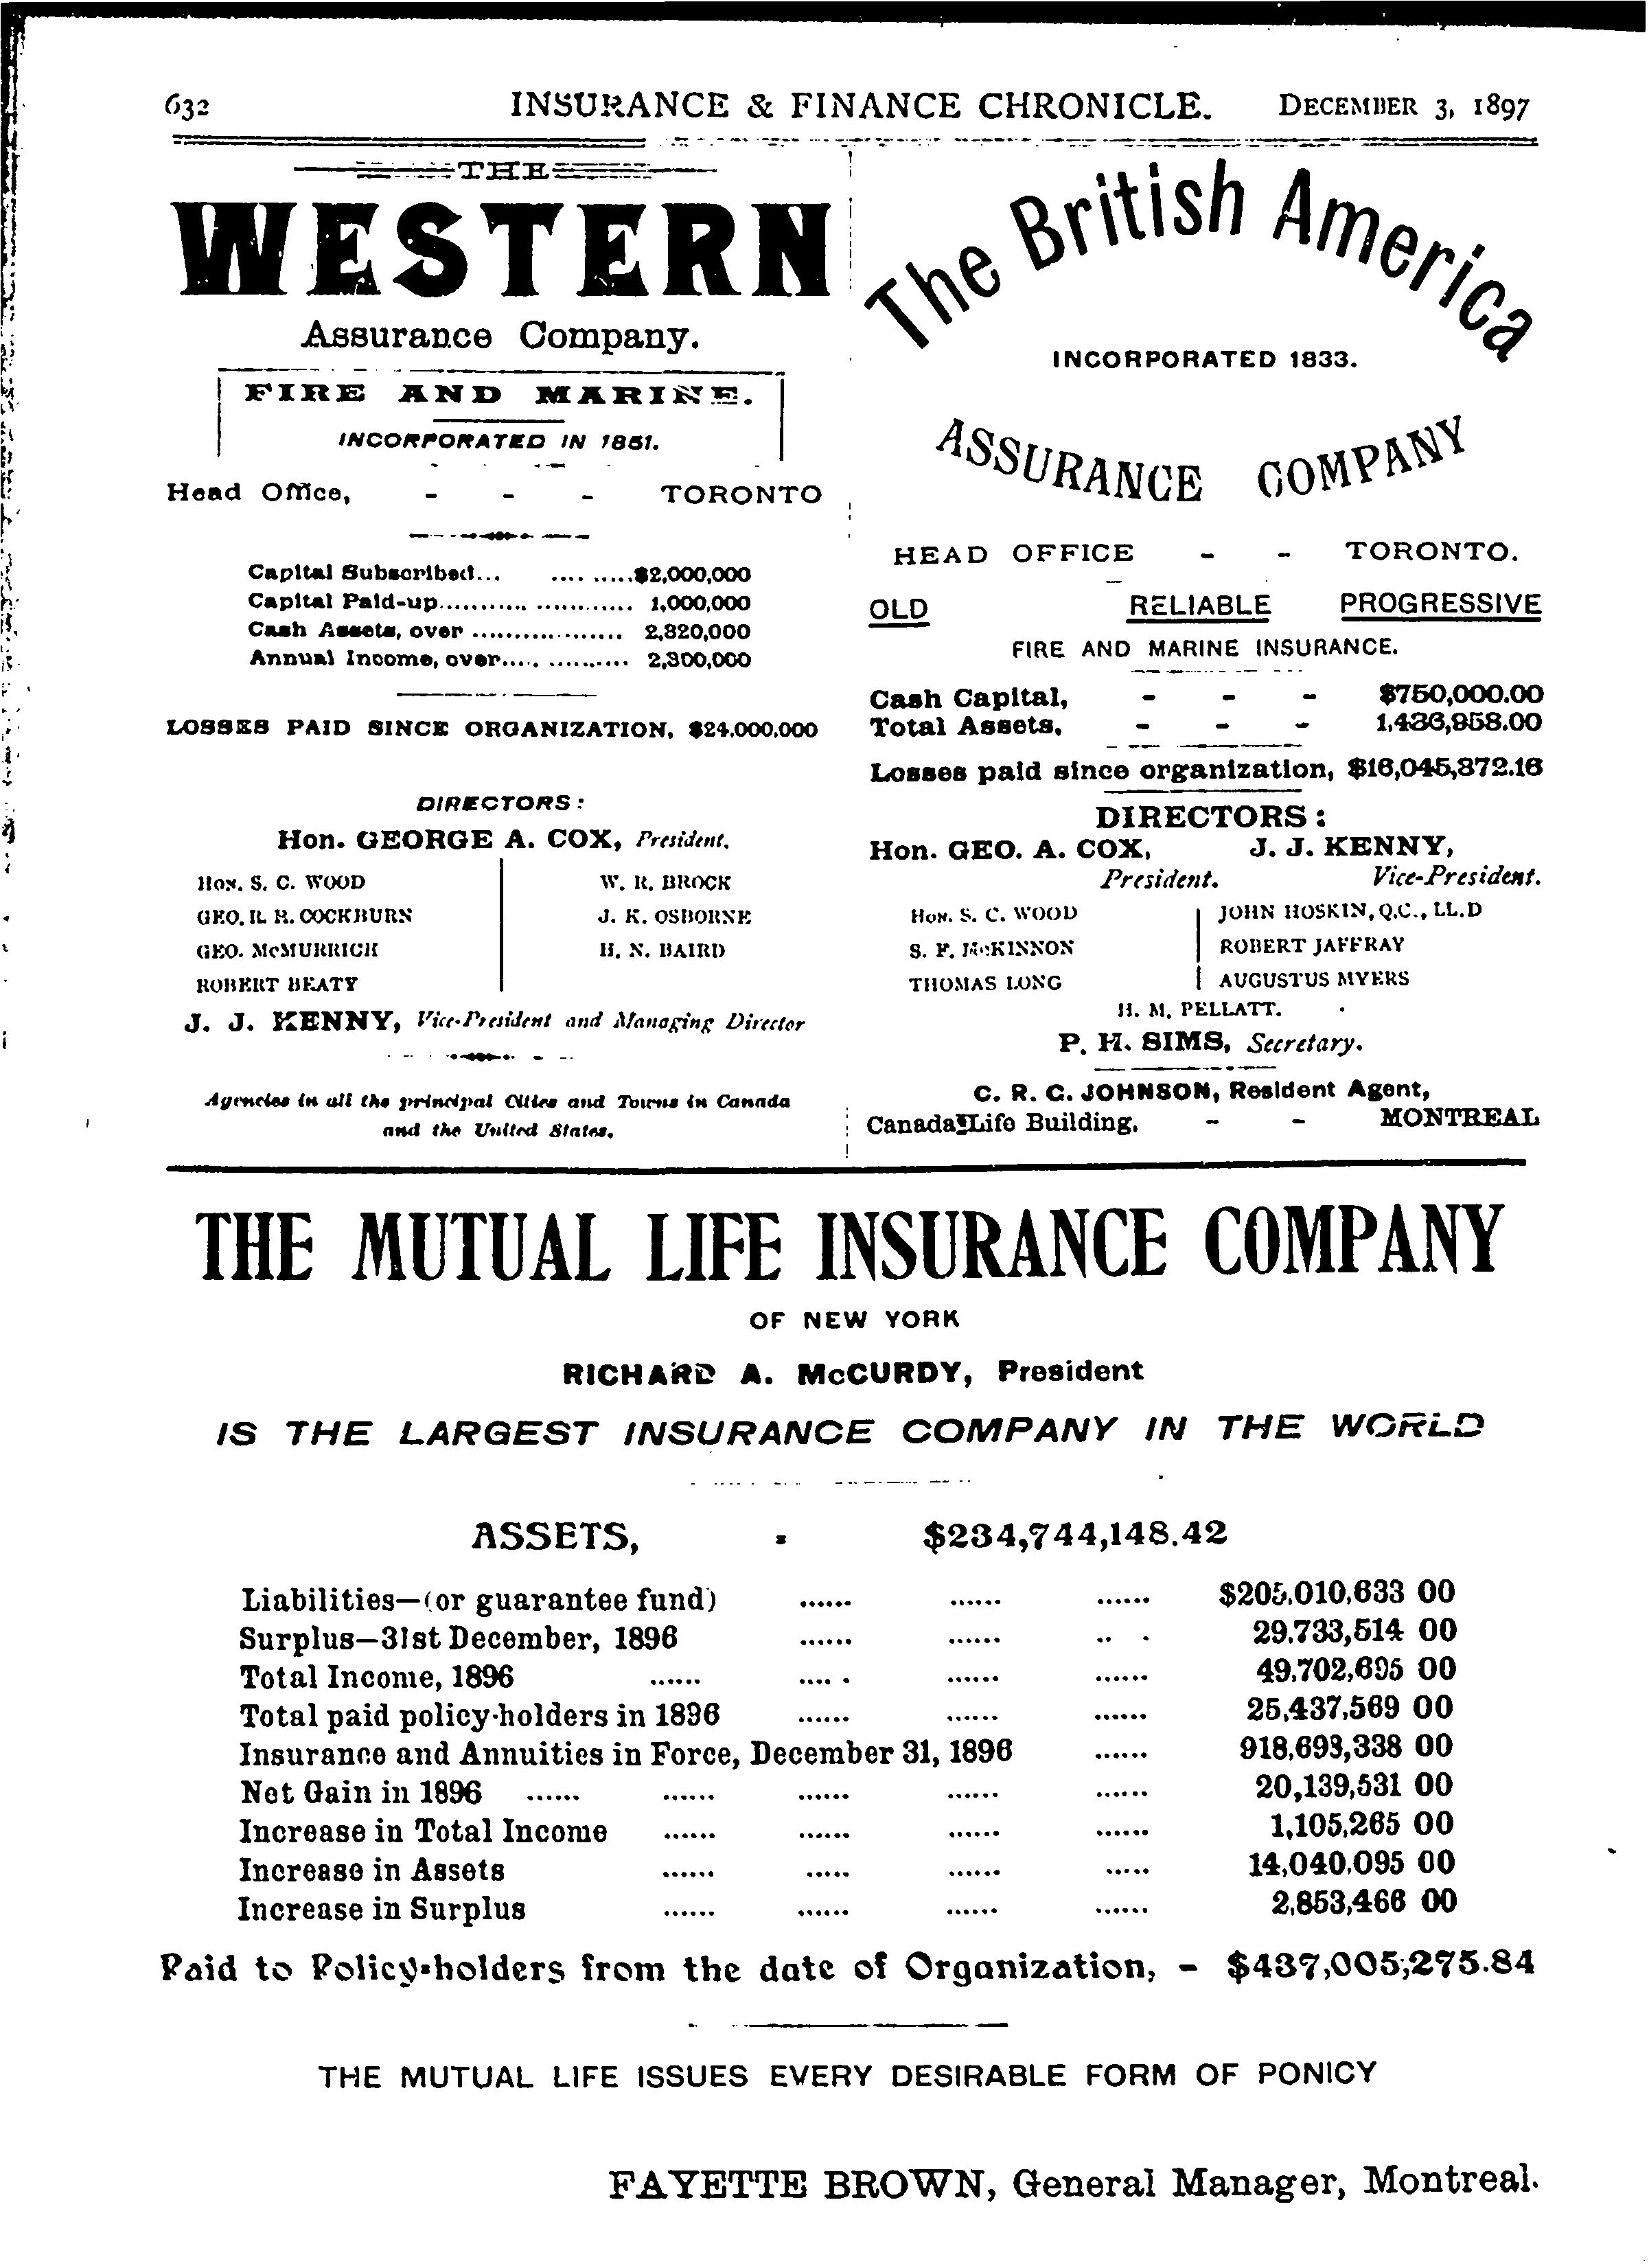 632 INSURANCE & FINANCE CHRONICLE. DECEMBER 3, 1897
THE
WESTERN
Assurance Company.
FIRE AND MARINE.
INCORPORATED IN 1851.
Head Office, - - - TORONTO
Capital Subscribed... .... .....$2,000,000
Capital Paid-up........... ............ 1,000,000
Cash Assets, over .................. 2,320,000
Annual Income, over..... .......... 2,300,000
LOSSES PAID SINCE ORGANIZATION, $24,000,000
DIRECTORS:
Hon. GEORGE A. COX, President.
HON. S. C. WOOD W. R. BROCK
GEO. R. R. COCKBURN J. K. OSBORNE
GEO. McMURRICH H. N. BAIRD
ROBERT BEATY
J. J. KENNY, Vice-President and Managing Director
Agencies in all the principal Cities and Towns in Canada
and the United States.
The British America
INCORPORATED 1833.
ASSURANCE COMPANY
HEAD OFFICE - - TORONTO.
OLD RELIABLE PROGRESSIVE
FIRE AND MARINE INSURANCE.
Cash Capital, - - - $750,000.00
Total Assets, - - - 1,436,958.00
Losses paid since organization, $16,045,872.16
DIRECTORS:
Hon. GEO. A. COX, J. J. KENNY,
President. Vice-President.
HON. S. C. WOOD JOHN HOSKIN, Q.C., LL.D
S. F. McKINNON ROBERT JAFFRAY
THOMAS LONG AUGUSTUS MYERS
H. M. PELLATT.
P. H. SIMS, Secretary.
C. R. G. JOHNSON, Resident Agent,
Canada Life Building, - - MONTREAL
THE MUTUAL LIFE INSURANCE COMPANY
OF NEW YORK
RICHARD A. McCURDY, President
IS THE LARGEST INSURANCE COMPANY IN THE WORLD
ASSETS, - $234,744,148.42
Liabilities—(or guarantee fund) ...... ...... ...... $205,010,633 00
Surplus—31st December, 1896 ...... ...... .. . 29,733,514 00
Total Income, 1896 ...... .... . ...... ...... 49,702,695 00
Total paid policy-holders in 1896 ...... ...... ...... 25,437,569 00
Insurance and Annuities in Force, December 31, 1896 ...... 918,698,338 00
Net Gain in 1896 ...... ...... ...... ...... ...... 20,139,531 00
Increase in Total Income ...... ...... ...... ...... 1,105,265 00
Increase in Assets ...... ..... ...... ..... 14,040,095 00
Increase in Surplus ...... ...... ...... ...... 2,853,466 00
Paid to Policy-holders from the date of Organization, - $437,005,275.84
THE MUTUAL LIFE ISSUES EVERY DESIRABLE FORM OF PONICY
FAYETTE BROWN, General Manager, Montreal.